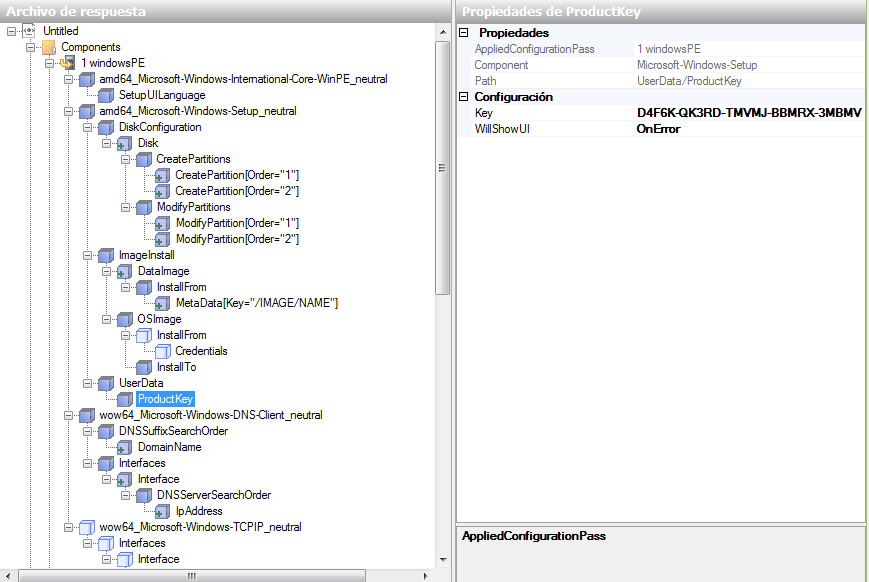 Archivo de respuesta
Untitled
Components
1 windowsPE
amd64_Microsoft-Windows-International-Core-WinPE_neutral
SetupUILanguage
amd64_Microsoft-Windows-Setup_neutral
DiskConfiguration
Disk
CreatePartitions
CreatePartition[Order="1"]
CreatePartition[Order="2"]
ModifyPartitions
ModifyPartition[Order="1"]
ModifyPartition[Order="2"]
ImageInstall
DataImage
InstallFrom
MetaData[Key="/IMAGE/NAME"]
OSImage
InstallFrom
Credentials
InstallTo
UserData
ProductKey
wow64_Microsoft-Windows-DNS-Client_neutral
DNSSuffixSearchOrder
DomainName
Interfaces
Interface
DNSServerSearchOrder
IpAddress
wow64_Microsoft-Windows-TCPIP_neutral
Interfaces
Interface
Propiedades de ProductKey
Propiedades
AppliedConfigurationPass 1 windowsPE
Component Microsoft-Windows-Setup
Path UserData/ProductKey
Configuración
Key D4F6K-QK3RD-TMVMJ-BBMRX-3MBMV
WillShowUI OnError
AppliedConfigurationPass